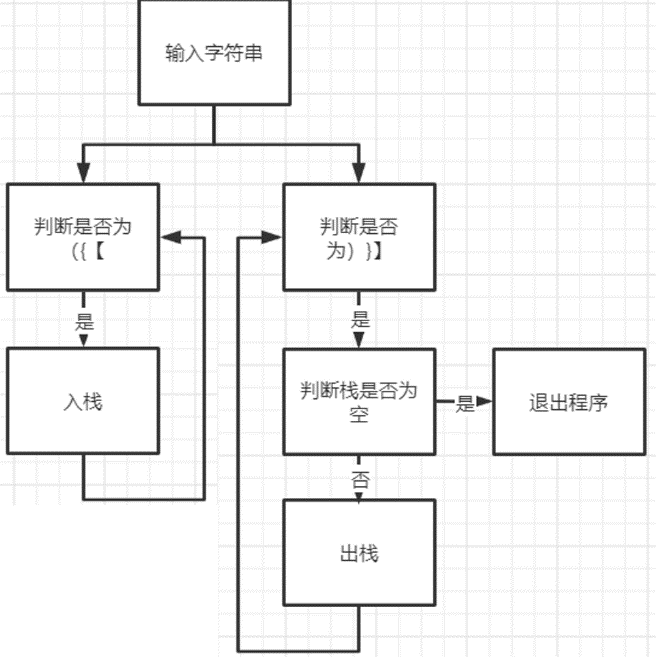 输入字符串
判断是否为
（{【
判断是否
为）}】
是
是
入栈
判断栈是否为
空
是
退出程序
否
出栈